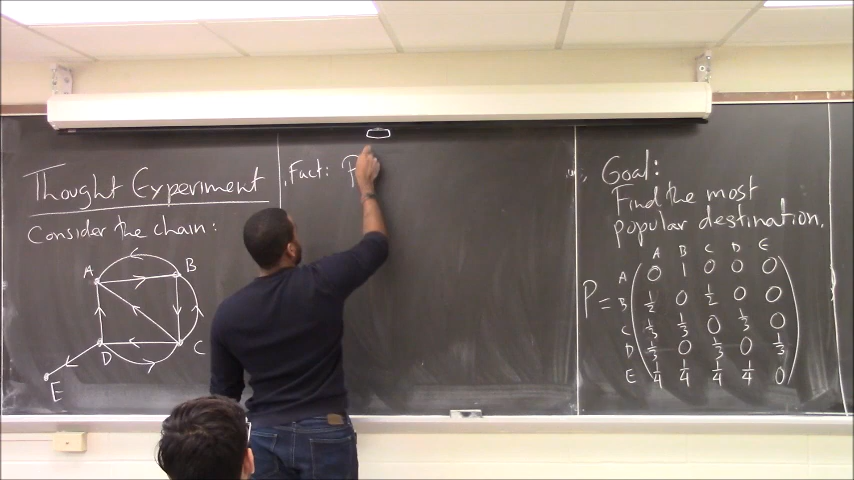 Thought Experiment
Consider the chain:
A
B
C
D
E
Fact: P
Goal:
Find the most
popular destination.
A B C D E
A 0 1 0 0 0
P = B 1/2 0 1/2 0 0
C 1/3 1/3 0 1/3 0
D 1/3 0 1/3 0 1/3
E 1/4 1/4 1/4 1/4 0